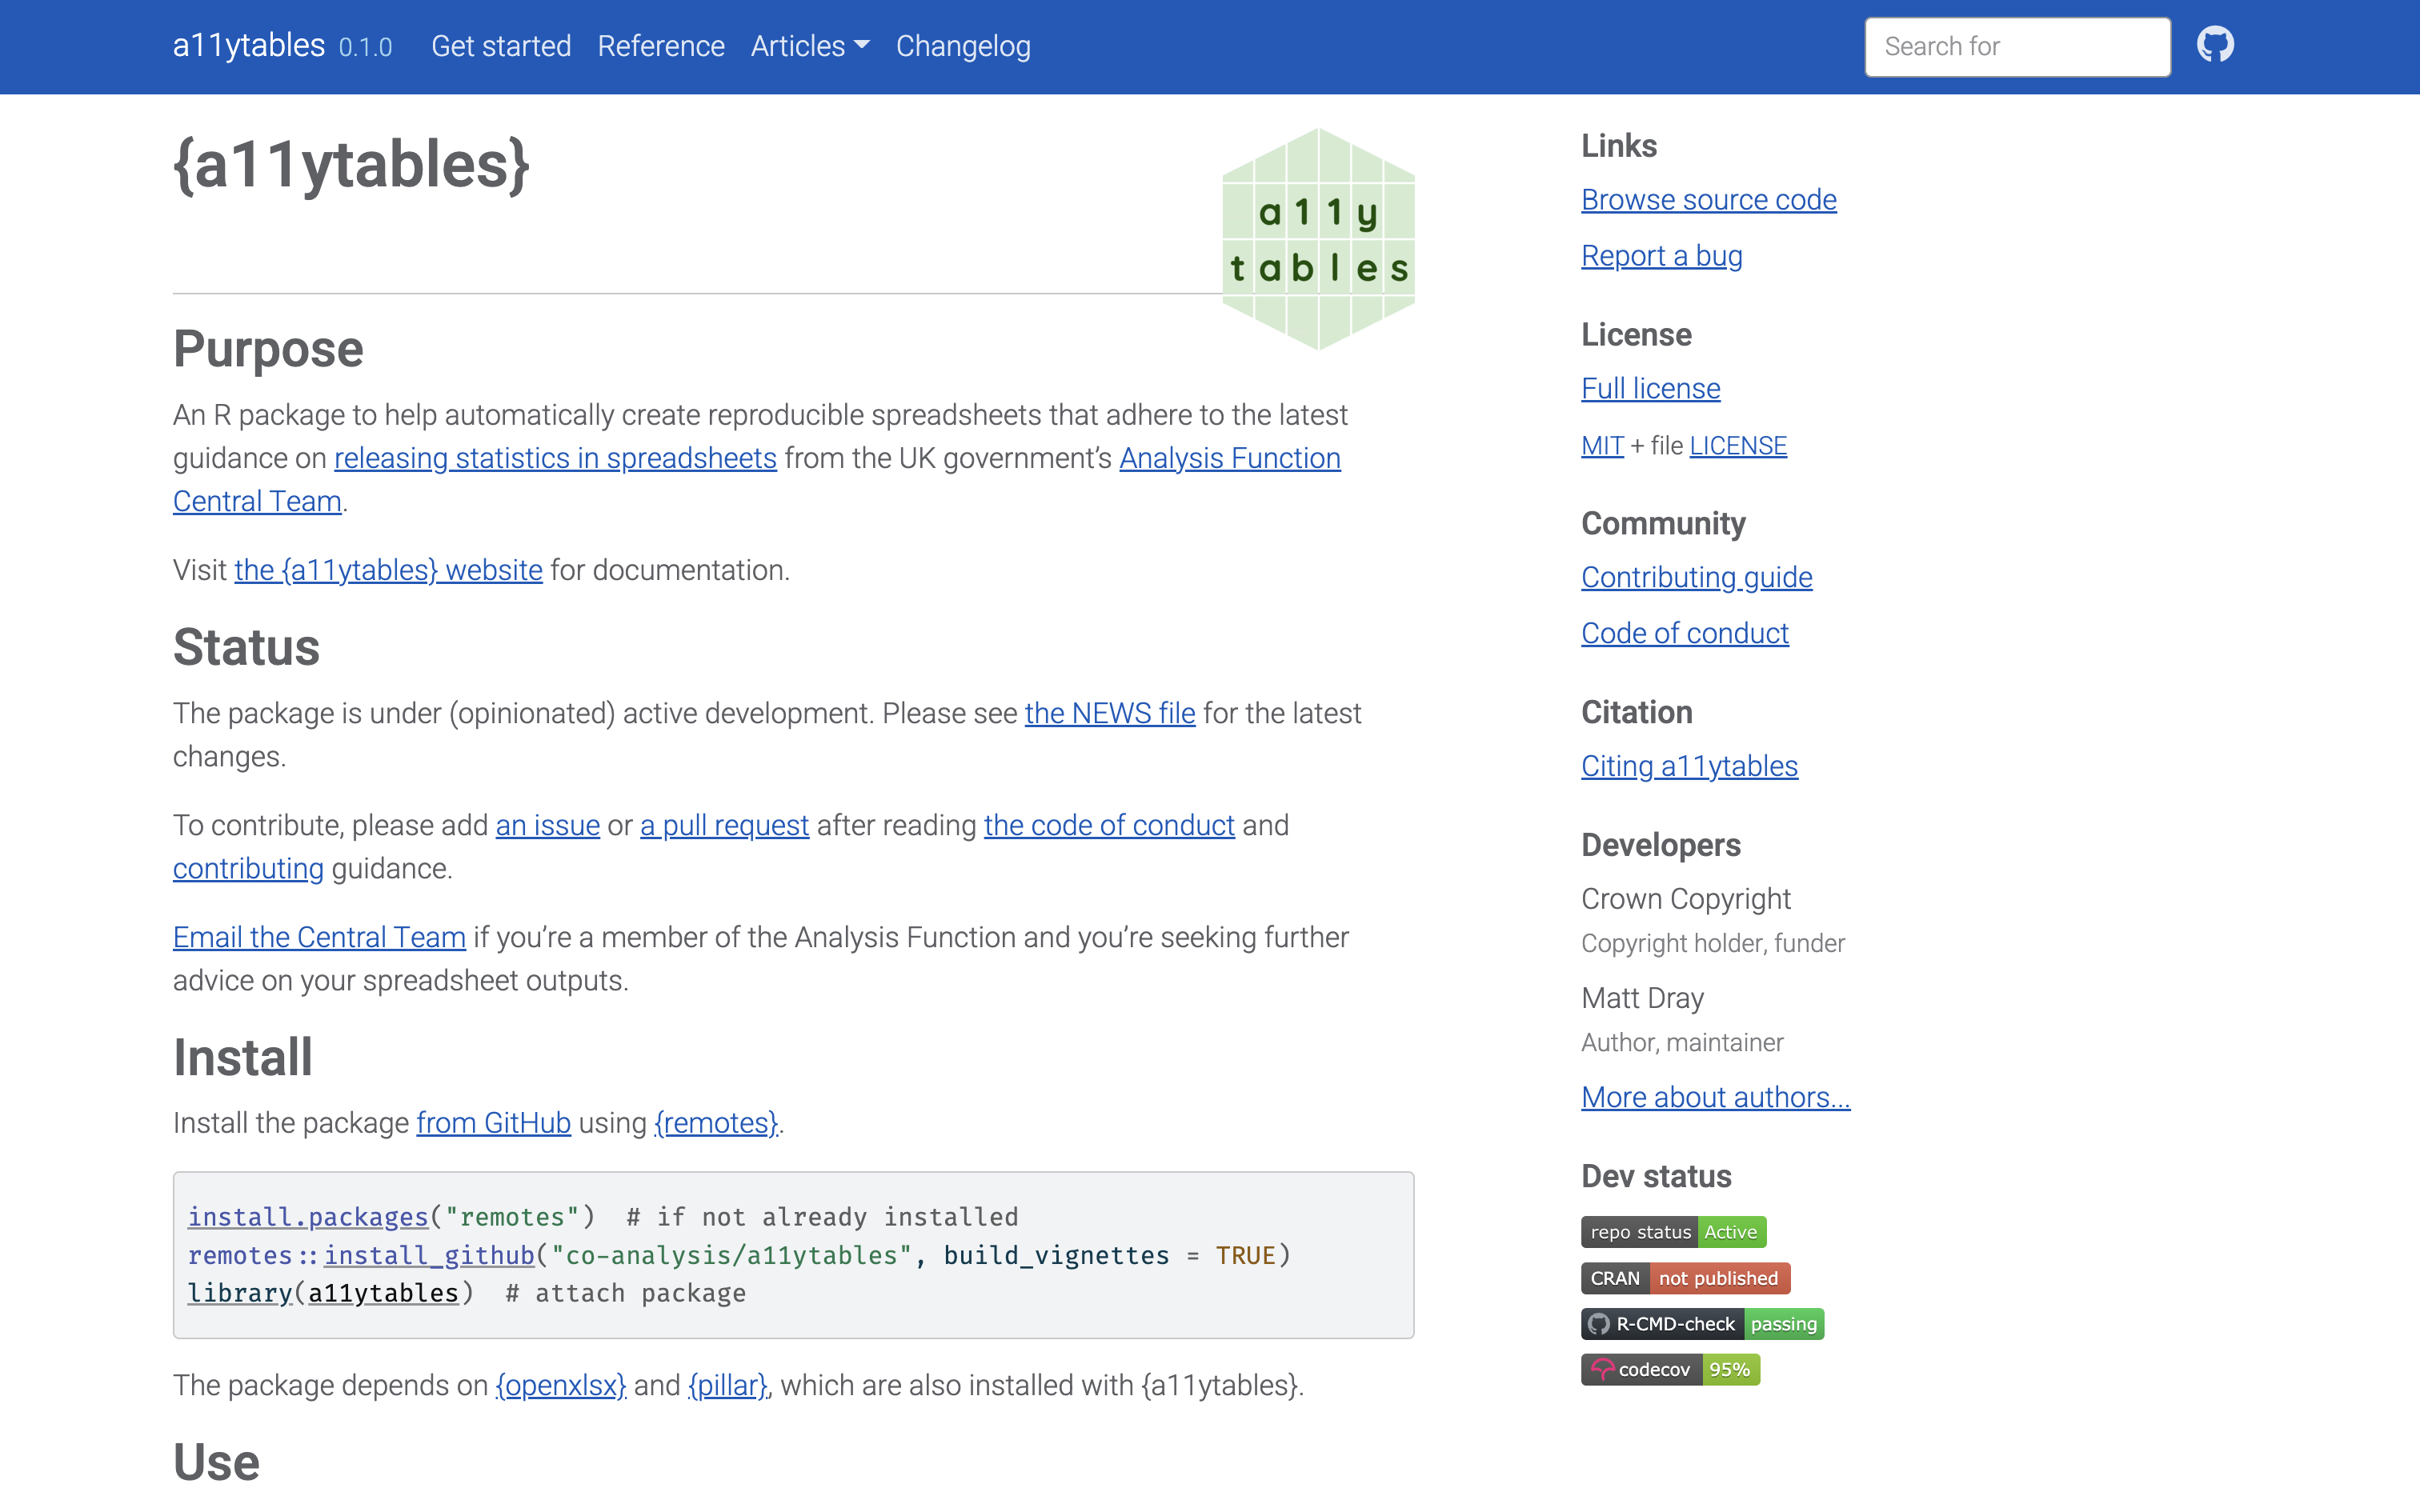 a11ytables 0.1.0 Get started Reference Articles Changelog Search for
{a11ytables}
a11y
tables
Purpose
An R package to help automatically create reproducible spreadsheets that adhere to the latest
guidance on releasing statistics in spreadsheets from the UK government’s Analysis Function
Central Team.
Visit the {a11ytables} website for documentation.
Status
The package is under (opinionated) active development. Please see the NEWS file for the latest
changes.
To contribute, please add an issue or a pull request after reading the code of conduct and
contributing guidance.
Email the Central Team if you’re a member of the Analysis Function and you’re seeking further
advice on your spreadsheet outputs.
Install
Install the package from GitHub using {remotes}.
install.packages("remotes")  # if not already installed
remotes::install_github("co-analysis/a11ytables", build_vignettes = TRUE)
library(a11ytables)  # attach package
The package depends on {openxlsx} and {pillar}, which are also installed with {a11ytables}.
Use
Links
Browse source code
Report a bug
License
Full license
MIT + file LICENSE
Community
Contributing guide
Code of conduct
Citation
Citing a11ytables
Developers
Crown Copyright
Copyright holder, funder
Matt Dray
Author, maintainer
More about authors...
Dev status
repo status Active
CRAN not published
R-CMD-check passing
codecov 95%